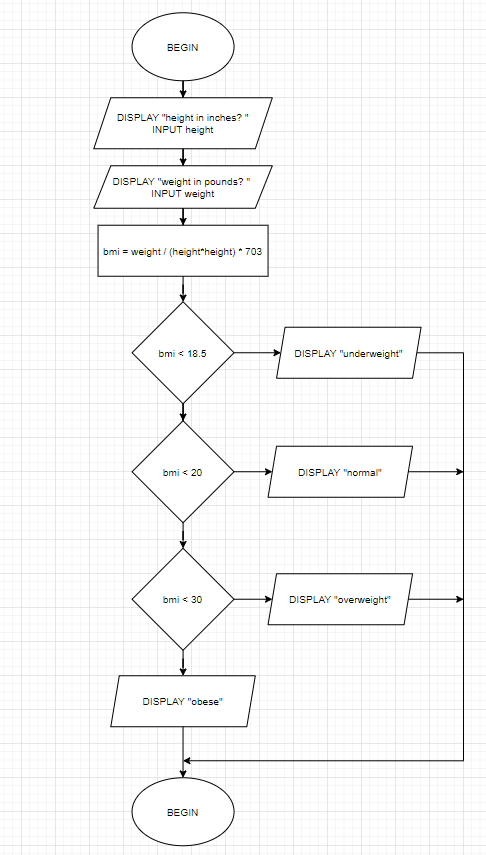 BEGIN
DISPLAY "height in inches? "
INPUT height
DISPLAY "weight in pounds? "
INPUT weight
bmi = weight / (height*height) * 703
bmi < 18.5
DISPLAY "underweight"
bmi < 20
DISPLAY "normal"
bmi < 30
DISPLAY "overweight"
DISPLAY "obese"
BEGIN